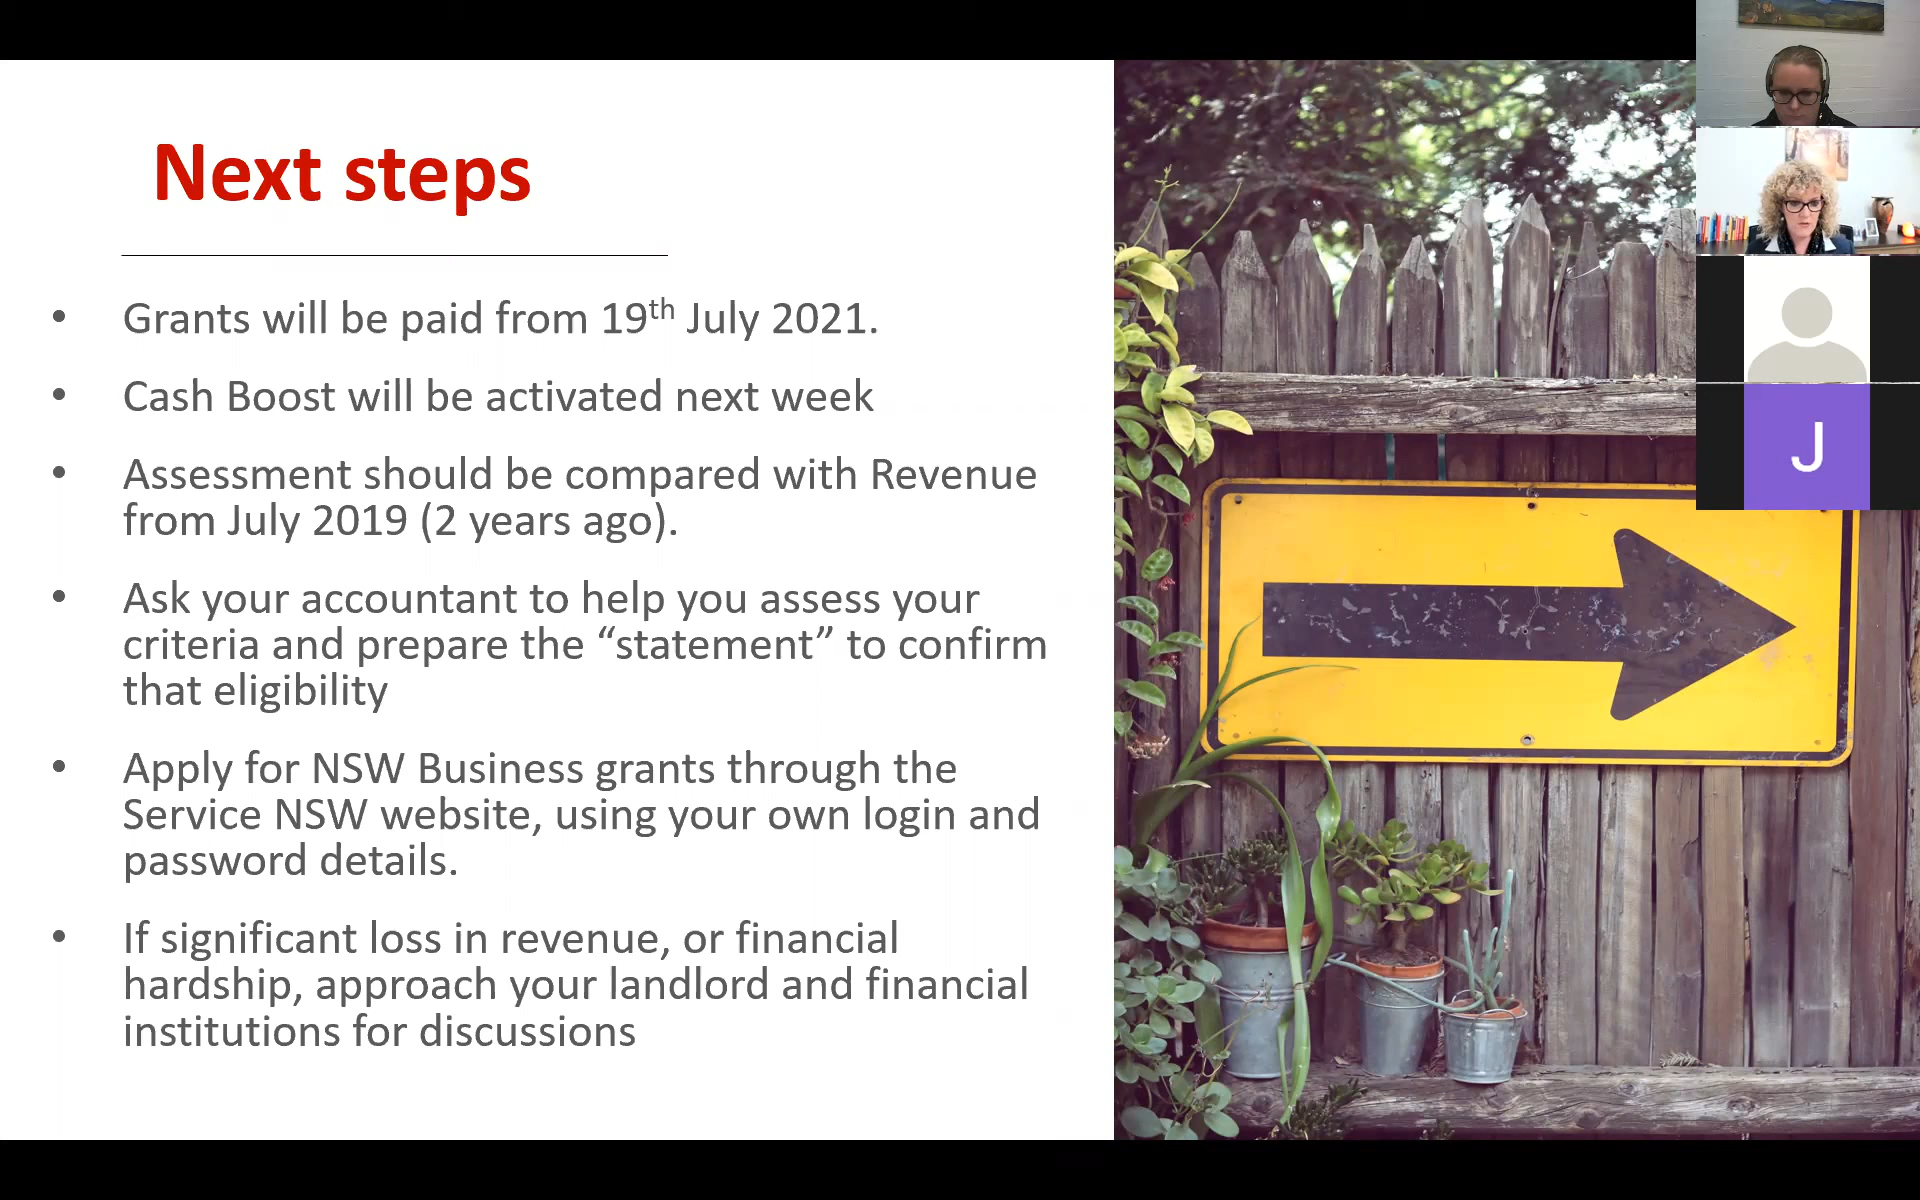 Next steps
• Grants will be paid from 19th July 2021.
• Cash Boost will be activated next week
• Assessment should be compared with Revenue
from July 2019 (2 years ago).
• Ask your accountant to help you assess your
criteria and prepare the “statement” to confirm
that eligibility
• Apply for NSW Business grants through the
Service NSW website, using your own login and
password details.
• If significant loss in revenue, or financial
hardship, approach your landlord and financial
institutions for discussions
J